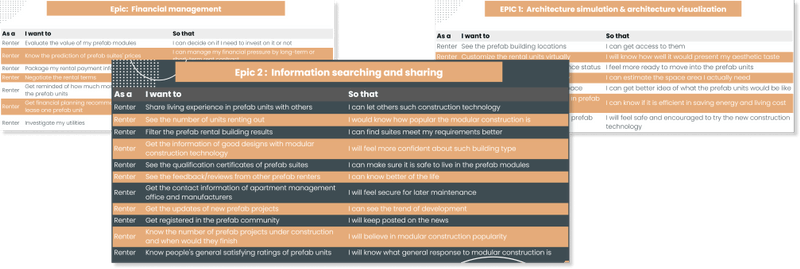 Epic: Financial management
As a I want to So that
Renter Evaluate the value of my prefab modules I can decide on if I need to invest on it or not
Renter Know the prediction of prefab suites' prices I can manage my financial pressure by long-term or
Renter Package my rental payment
Renter Negotiate the rental terms
Renter Get reminded of how much
the prefab units
Renter Get financial planning
lease one prefab unit
Renter Investigate my utilities
EPIC 1: Architecture simulation & architecture visualization
As a I want to So that
Renter See the prefab building locations I can get access to them
Renter Customize the rental units virtually I will know how well it would present my aesthetic taste
status I feel more ready to move into the prefab units
I can estimate the space area I actually need
I can get better idea of what the prefab units would be like
in prefab I can know if it is efficient in saving energy and living cost
prefab I will feel safe and encouraged to try the new construction
technology
Epic 2 : Information searching and sharing
As a I want to So that
Renter Share living experience in prefab units with others I can let others such construction technology
Renter See the number of units renting out I would know how popular the modular construction is
Renter Filter the prefab rental building results I can find suites meet my requirements better
Renter Get the information of good designs with modular
construction technology I will feel more confident about such building type
Renter See the qualification certificates of prefab suites I can make sure it is safe to live in the prefab modules
Renter See the feedback/reviews from other prefab renters I can know better of the life
Renter Get the contact information of apartment management
office and manufacturers I will feel secure for later maintenance
Renter Get the updates of new prefab projects I can see the trend of development
Renter Get registered in the prefab community I will keep posted on the news
Renter Know the number of prefab projects under construction
and when would they finish I will believe in modular construction popularity
Renter Know people's general satisfying ratings of prefab units I will know what general response to modular construction is